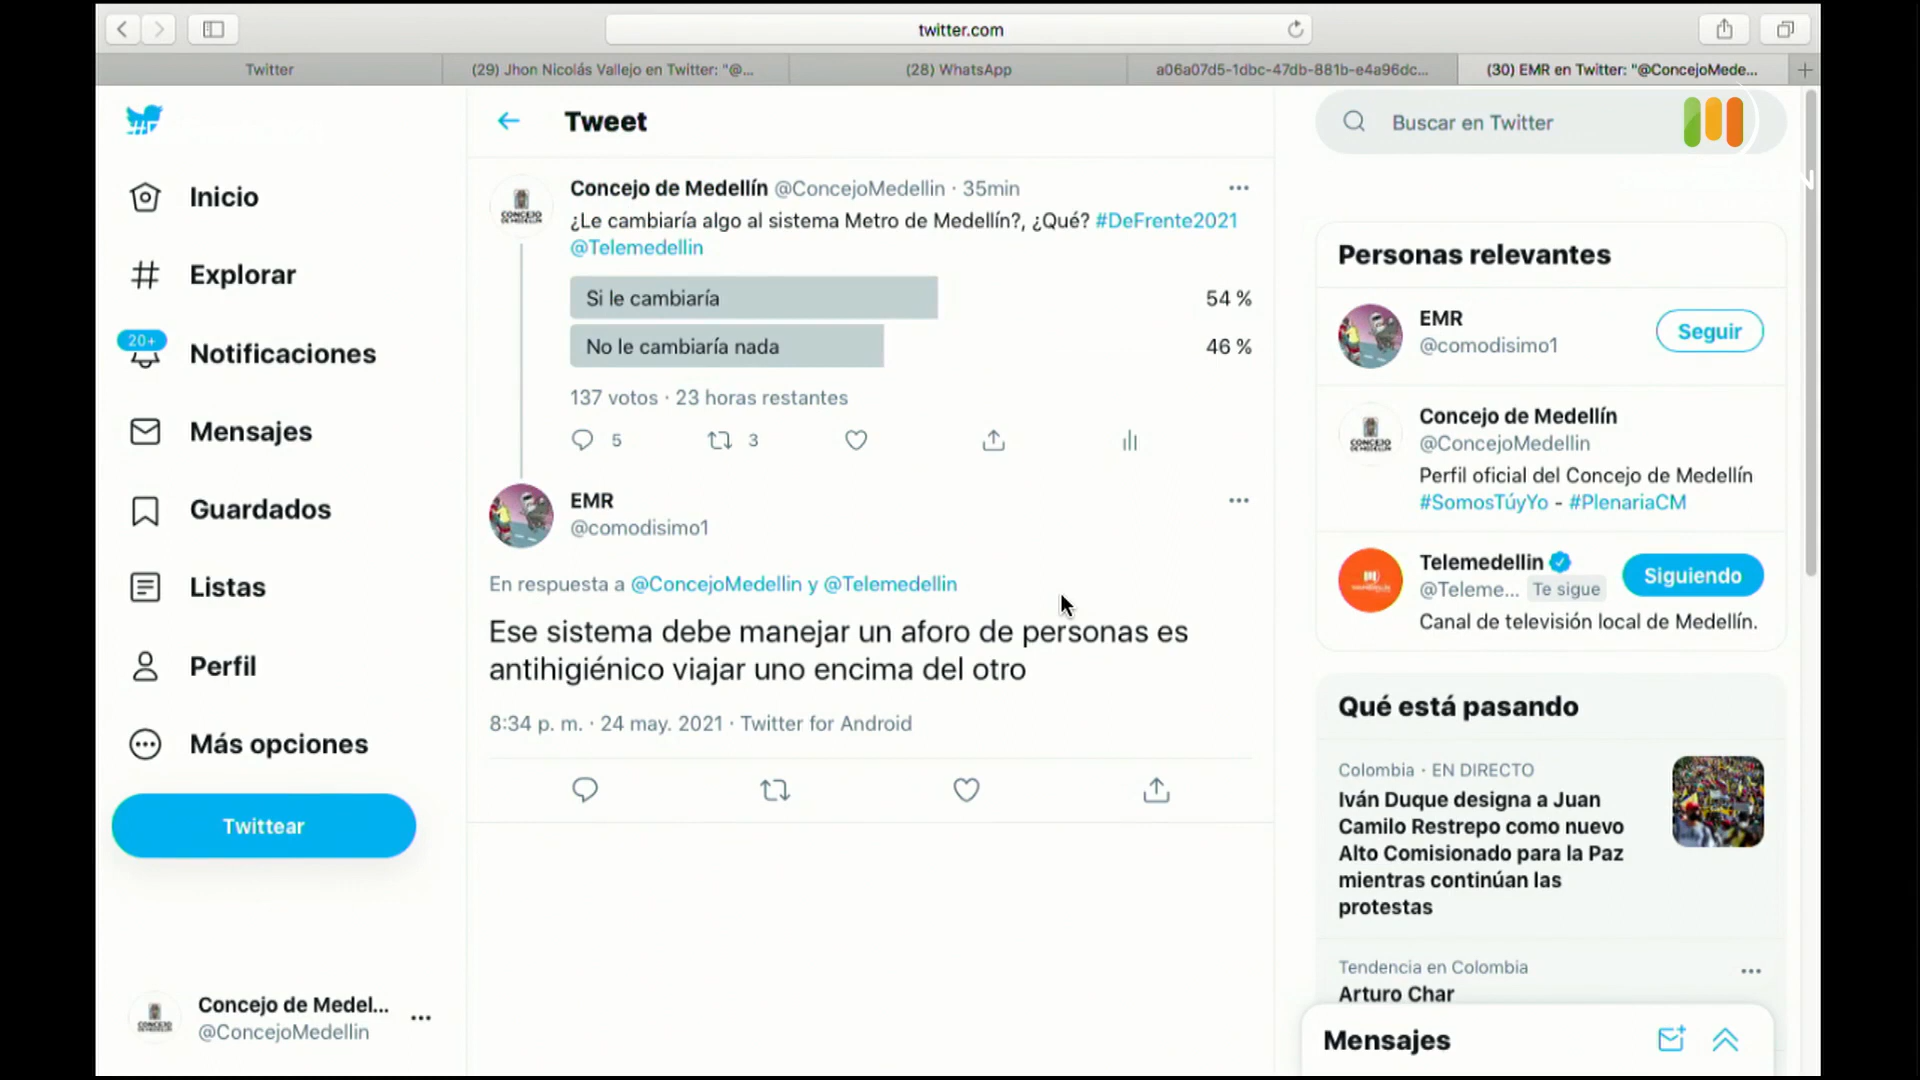 twitter.com
Twitter
(29) Jhon Nicolás Vallejo en Twitter: "@...
(28) WhatsApp
a06a07d5-1dbc-47db-881b-e4a96dc...
(30) EMR en Twitter: "@ConcejoMede...
Inicio
Explorar
20+
Notificaciones
Mensajes
Guardados
Listas
Perfil
Más opciones
Twittear
Concejo de Medel...
@ConcejoMedellin
Tweet
Concejo de Medellín @ConcejoMedellin · 35min
¿Le cambiaría algo al sistema Metro de Medellín?, ¿Qué? #DeFrente2021
@Telemedellin
Si le cambiaría 54 %
No le cambiaría nada 46 %
137 votos · 23 horas restantes
5 3
EMR
@comodisimo1
En respuesta a @ConcejoMedellin y @Telemedellin
Ese sistema debe manejar un aforo de personas es
antihigiénico viajar uno encima del otro
8:34 p. m. · 24 may. 2021 · Twitter for Android
Buscar en Twitter
Personas relevantes
EMR
@comodisimo1
Seguir
CONCEJO
DE MEDELLÍN
Concejo de Medellín
@ConcejoMedellin
Perfil oficial del Concejo de Medellín
#SomosTúyYo - #PlenariaCM
Telemedellin
@Teleme... Te sigue
Siguiendo
Canal de televisión local de Medellín.
Qué está pasando
Colombia · EN DIRECTO
Iván Duque designa a Juan
Camilo Restrepo como nuevo
Alto Comisionado para la Paz
mientras continúan las
protestas
Tendencia en Colombia
Arturo Char
Mensajes